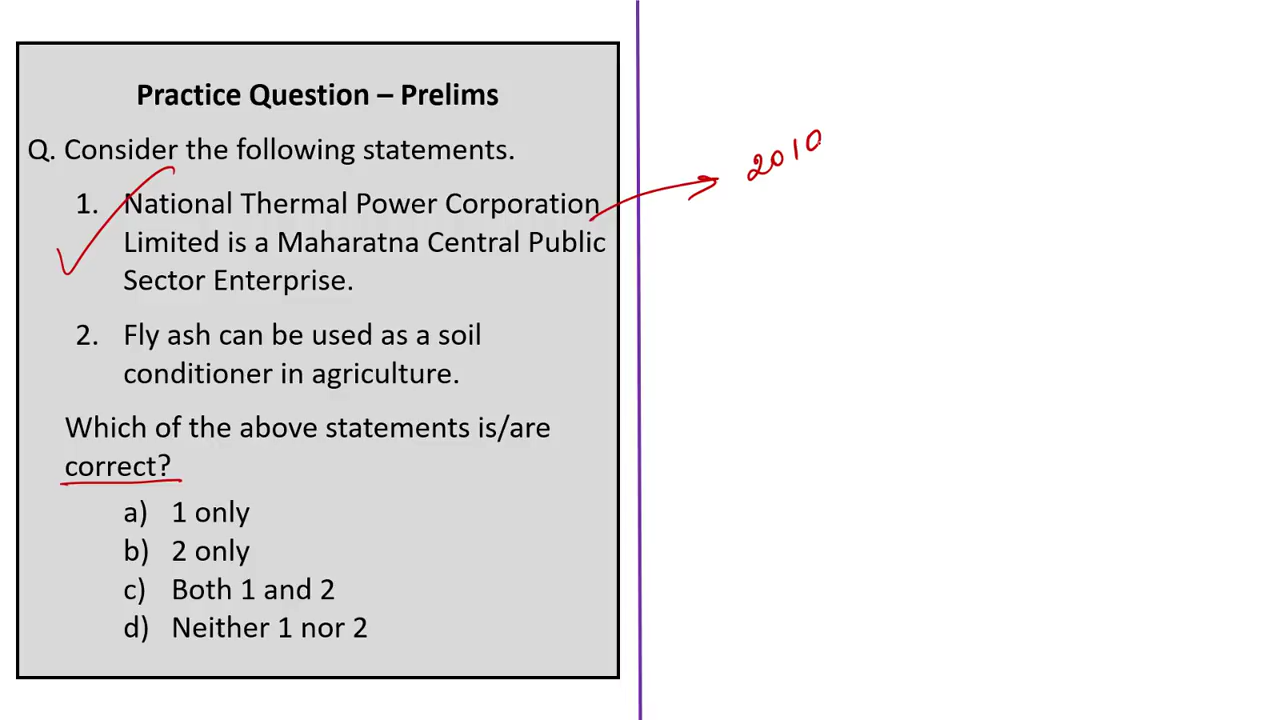 Practice Question – Prelims
Q. Consider the following statements.
1. National Thermal Power Corporation
Limited is a Maharatna Central Public
Sector Enterprise.
2. Fly ash can be used as a soil
conditioner in agriculture.
Which of the above statements is/are
correct?
a) 1 only
b) 2 only
c) Both 1 and 2
d) Neither 1 nor 2
2010